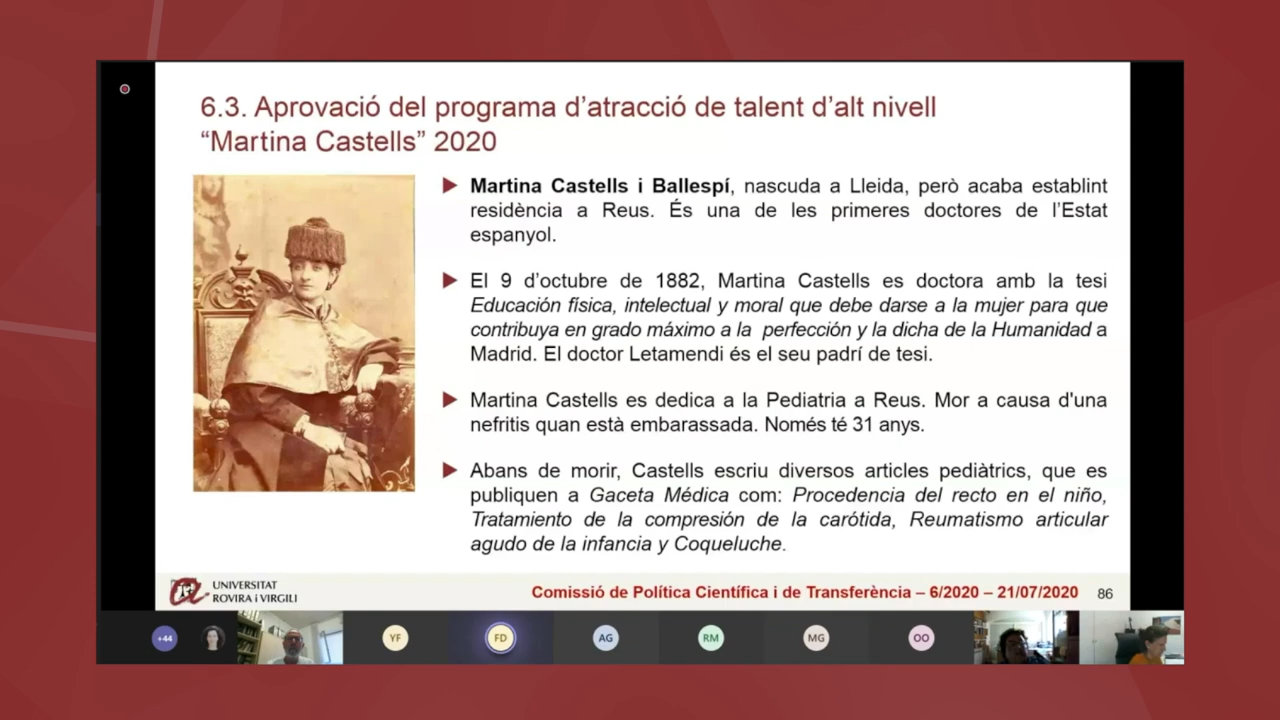 6.3. Aprovació del programa d’atracció de talent d’alt nivell
“Martina Castells” 2020
Martina Castells i Ballespí, nascuda a Lleida, però acaba establint
residència a Reus. És una de les primeres doctores de l’Estat
espanyol.
El 9 d’octubre de 1882, Martina Castells es doctora amb la tesi
Educación física, intelectual y moral que debe darse a la mujer para que
contribuya en grado máximo a la perfección y la dicha de la Humanidad a
Madrid. El doctor Letamendi és el seu padrí de tesi.
Martina Castells es dedica a la Pediatria a Reus. Mor a causa d'una
nefritis quan està embarassada. Només té 31 anys.
Abans de morir, Castells escriu diversos articles pediàtrics, que es
publiquen a Gaceta Médica com: Procedencia del recto en el niño,
Tratamiento de la compresión de la carótida, Reumatismo articular
agudo de la infancia y Coqueluche.
UNIVERSITAT
ROVIRA i VIRGILI
Comissió de Política Científica i de Transferència – 6/2020 – 21/07/2020
86
+44
YF
FD
AG
RM
MG
OO